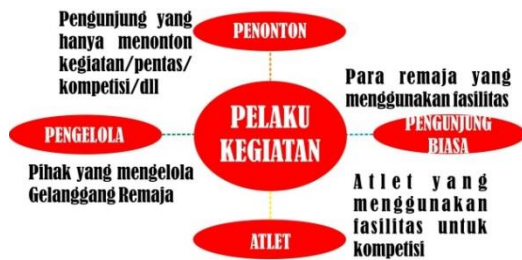 Pengunjung yang
hanya menonton
kegiatan/pentas/
kompetisi/dll
PENONTON
Para remaja yang
menggunakan fasilitas
PENGELOLA
PELAKU
KEGIATAN
PENGUNJUNG
BIASA
Pihak yang mengelola
Gelanggang Remaja
Atlet yang
menggunakan
fasilitas untuk
kompetisi
ATLET